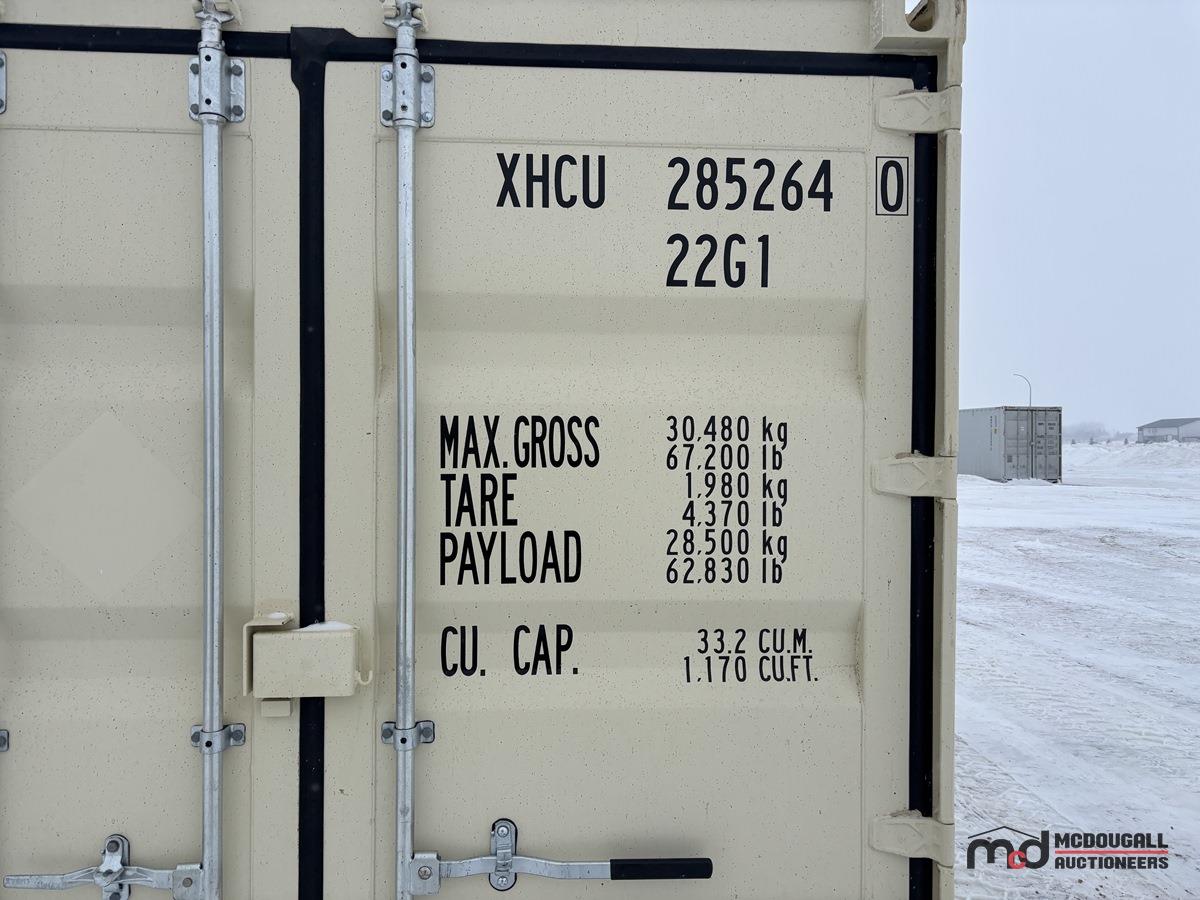 XHCU 285264 0
22G1
MAX. GROSS 30,480 kg
67,200 lb
TARE 1,980 kg
4,370 lb
PAYLOAD 28,500 kg
62,830 lb
CU. CAP. 33.2 CU.M.
1,170 CU.FT.
mcd MCDOUGALL
AUCTIONEERS